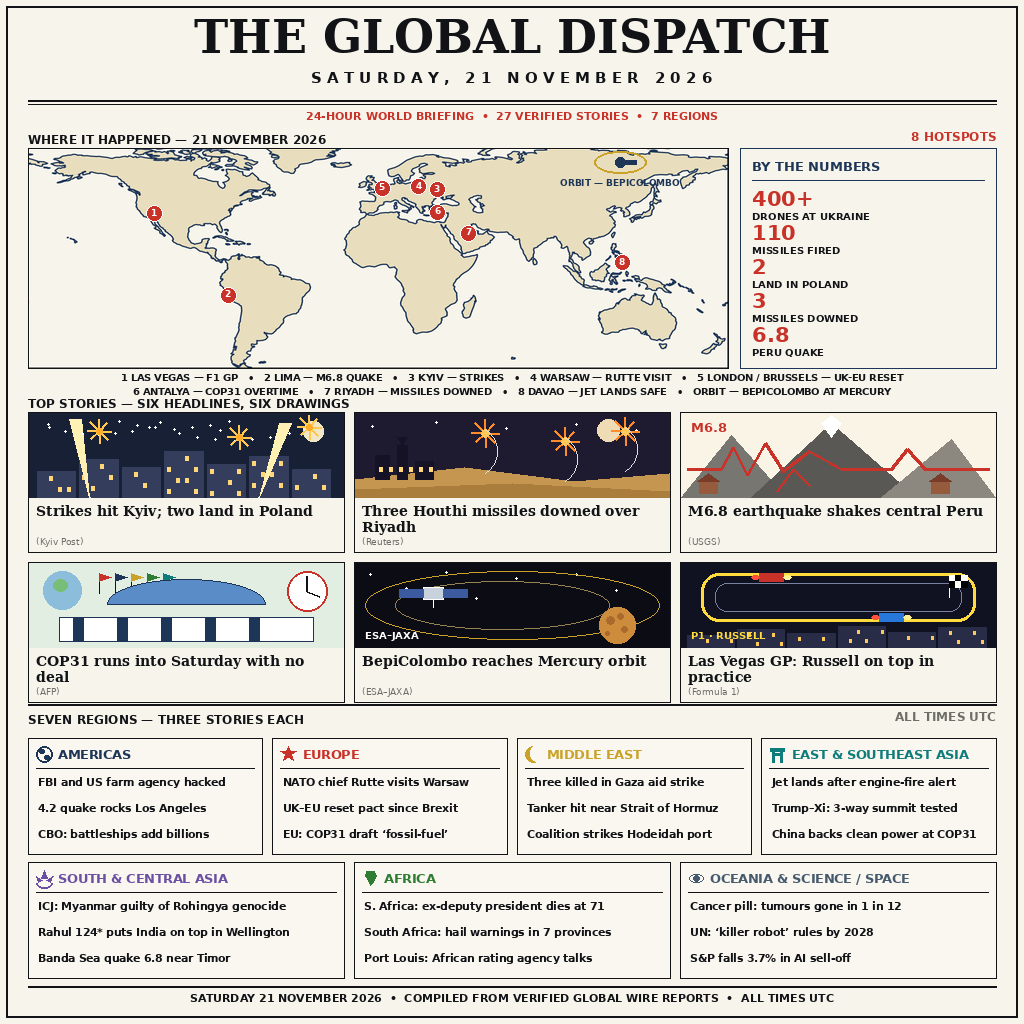 THE GLOBAL DISPATCH
SATURDAY, 21 NOVEMBER 2026
24-HOUR WORLD BRIEFING • 27 VERIFIED STORIES • 7 REGIONS
WHERE IT HAPPENED — 21 NOVEMBER 2026
8 HOTSPOTS
ORBIT — BEPICOLOMBO
1
2
3
4
5
6
7
8
BY THE NUMBERS
400+
DRONES AT UKRAINE
110
MISSILES FIRED
2
LAND IN POLAND
3
MISSILES DOWNED
6.8
PERU QUAKE
1 LAS VEGAS — F1 GP • 2 LIMA — M6.8 QUAKE • 3 KYIV — STRIKES • 4 WARSAW — RUTTE VISIT • 5 LONDON / BRUSSELS — UK-EU RESET
6 ANTALYA — COP31 OVERTIME • 7 RIYADH — MISSILES DOWNED • 8 DAVAO — JET LANDS SAFE • ORBIT — BEPICOLOMBO AT MERCURY
TOP STORIES — SIX HEADLINES, SIX DRAWINGS
Strikes hit Kyiv; two land in Poland
(Kyiv Post)
Three Houthi missiles downed over
Riyadh
(Reuters)
M6.8
M6.8 earthquake shakes central Peru
(USGS)
COP31 runs into Saturday with no
deal
(AFP)
ESA–JAXA
BepiColombo reaches Mercury orbit
(ESA–JAXA)
P1 · RUSSELL
Las Vegas GP: Russell on top in
practice
(Formula 1)
SEVEN REGIONS — THREE STORIES EACH
ALL TIMES UTC
AMERICAS
FBI and US farm agency hacked
4.2 quake rocks Los Angeles
CBO: battleships add billions
EUROPE
NATO chief Rutte visits Warsaw
UK–EU reset pact since Brexit
EU: COP31 draft ‘fossil-fuel’
MIDDLE EAST
Three killed in Gaza aid strike
Tanker hit near Strait of Hormuz
Coalition strikes Hodeidah port
EAST & SOUTHEAST ASIA
Jet lands after engine-fire alert
Trump–Xi: 3-way summit tested
China backs clean power at COP31
SOUTH & CENTRAL ASIA
ICJ: Myanmar guilty of Rohingya genocide
Rahul 124* puts India on top in Wellington
Banda Sea quake 6.8 near Timor
AFRICA
S. Africa: ex-deputy president dies at 71
South Africa: hail warnings in 7 provinces
Port Louis: African rating agency talks
OCEANIA & SCIENCE / SPACE
Cancer pill: tumours gone in 1 in 12
UN: ‘killer robot’ rules by 2028
S&P falls 3.7% in AI sell-off
SATURDAY 21 NOVEMBER 2026 • COMPILED FROM VERIFIED GLOBAL WIRE REPORTS • ALL TIMES UTC